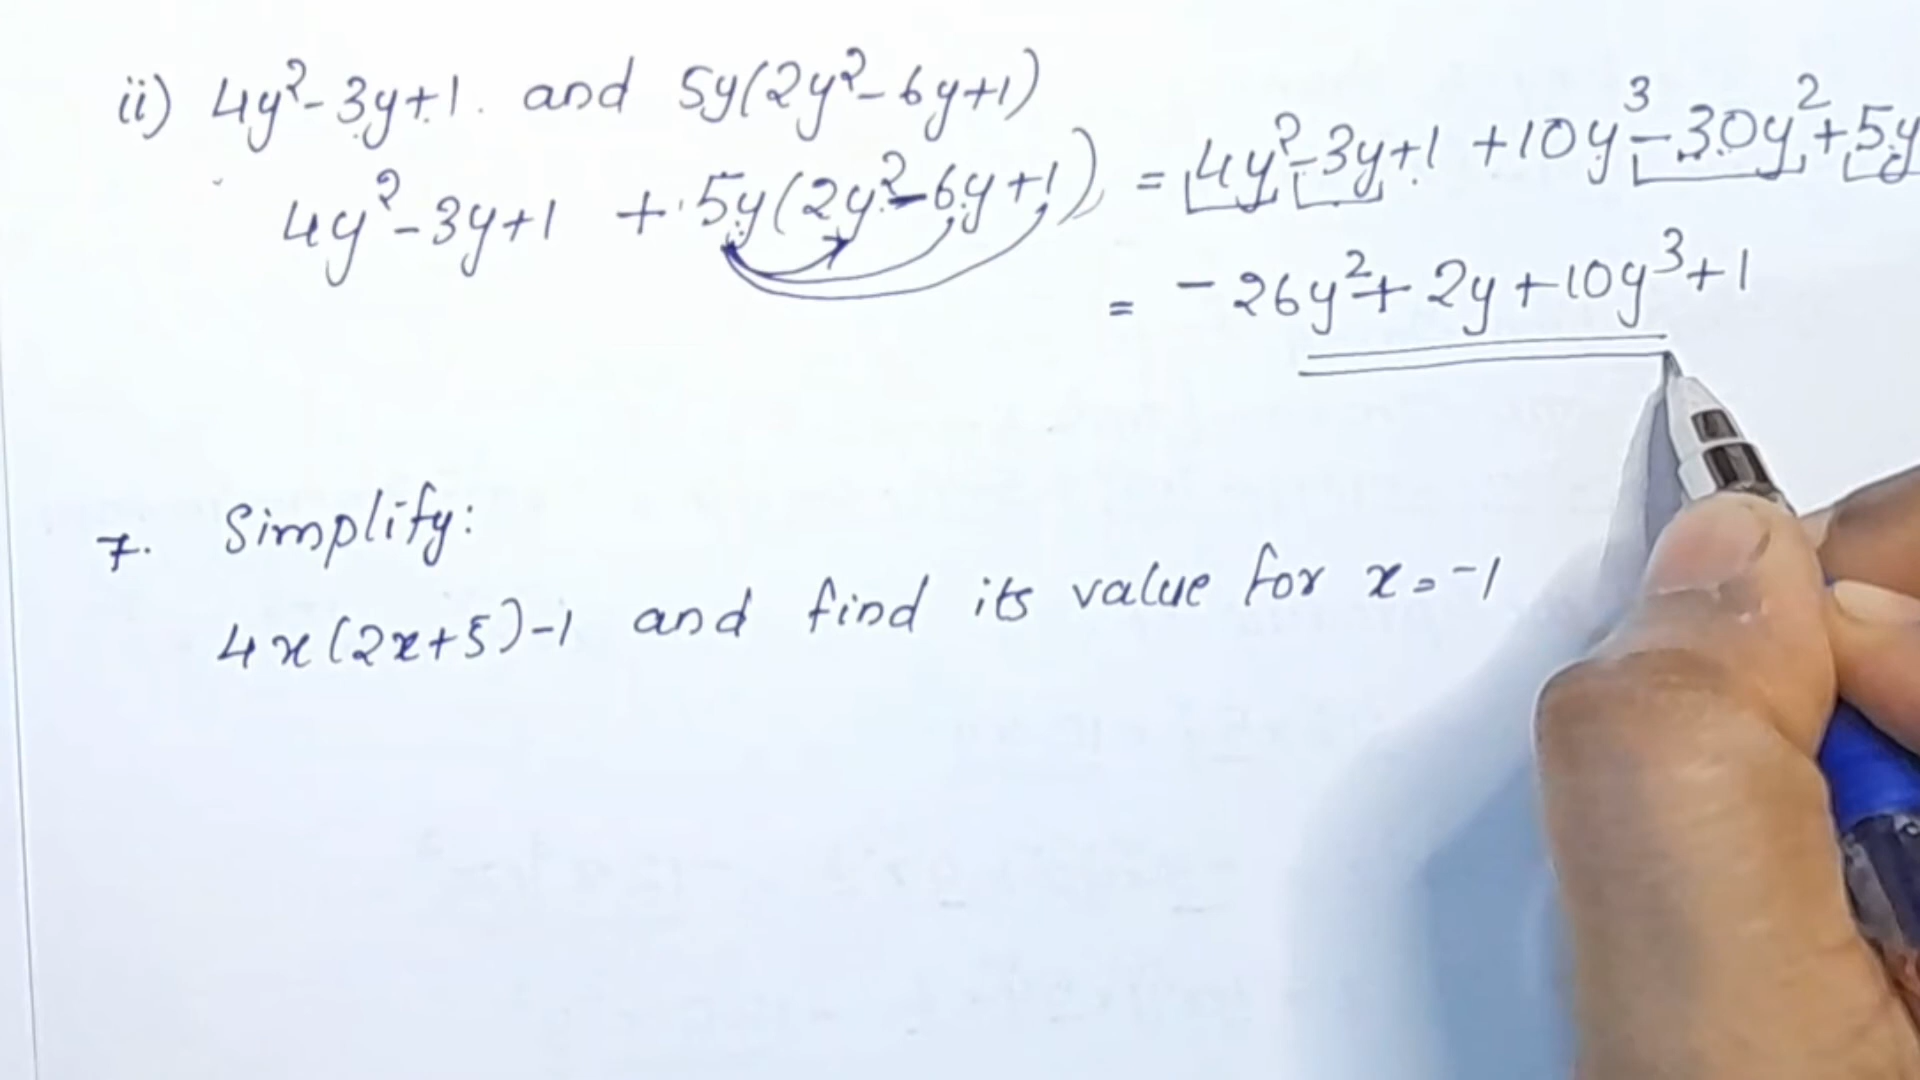 ii) 4y²-3y+1. and 5y(2y²-6y+1)
4y²-3y+1 + 5y(2y²-6y+1) = 4y²-3y+1 +10y³-30y²+5y
= -26y²+2y+10y³+1
7. Simplify:
4x(2x+5)-1 and find its value for x=-1